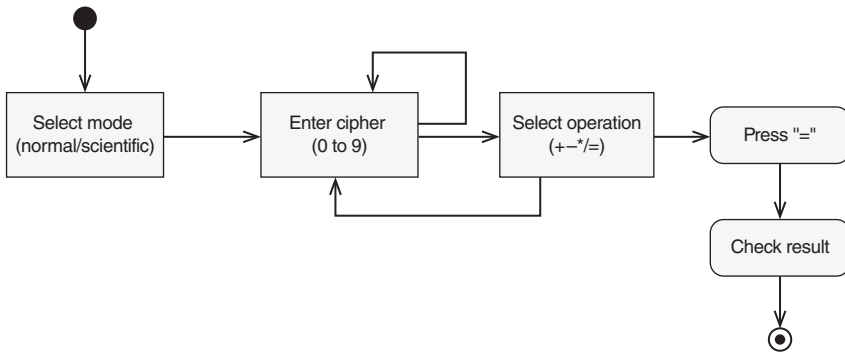 Select mode
(normal/scientific)
Enter cipher
(0 to 9)
Select operation
(+−*/=)
Press "="
Check result